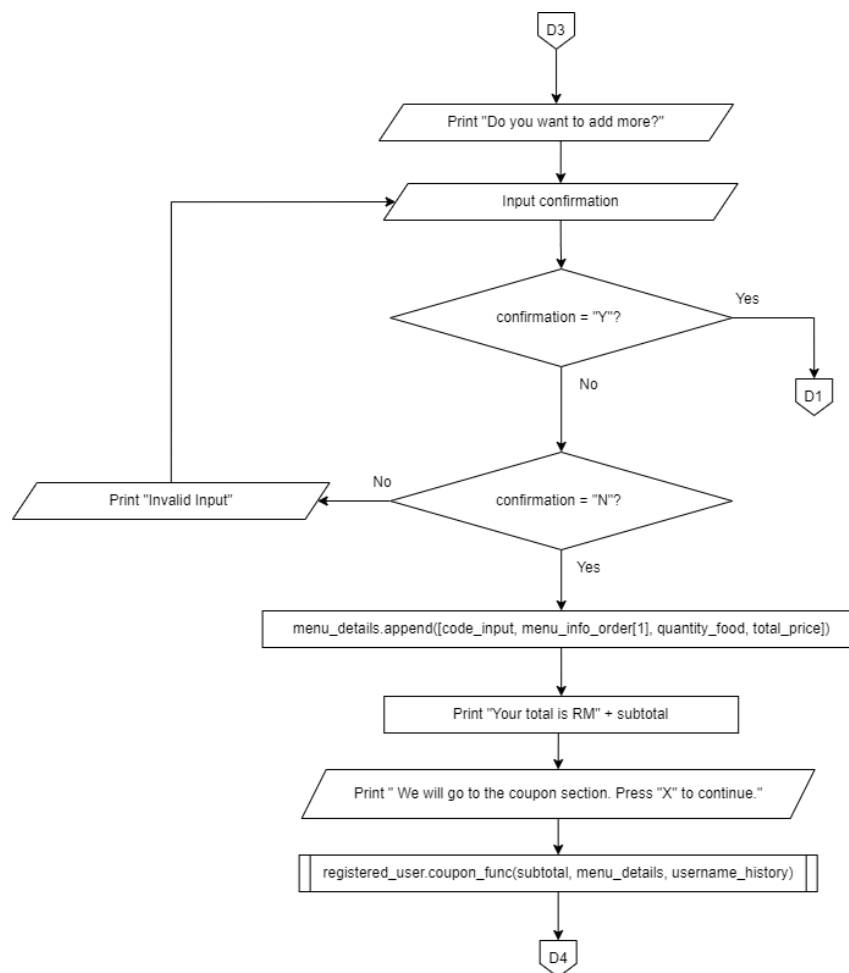 D3
Print "Do you want to add more?"
Input confirmation
confirmation = "Y"?
Yes
D1
No
confirmation = "N"?
No
Print "Invalid Input"
Yes
menu_details.append([code_input, menu_info_order[1], quantity_food, total_price])
Print "Your total is RM" + subtotal
Print " We will go to the coupon section. Press "X" to continue."
registered_user.coupon_func(subtotal, menu_details, username_history)
D4